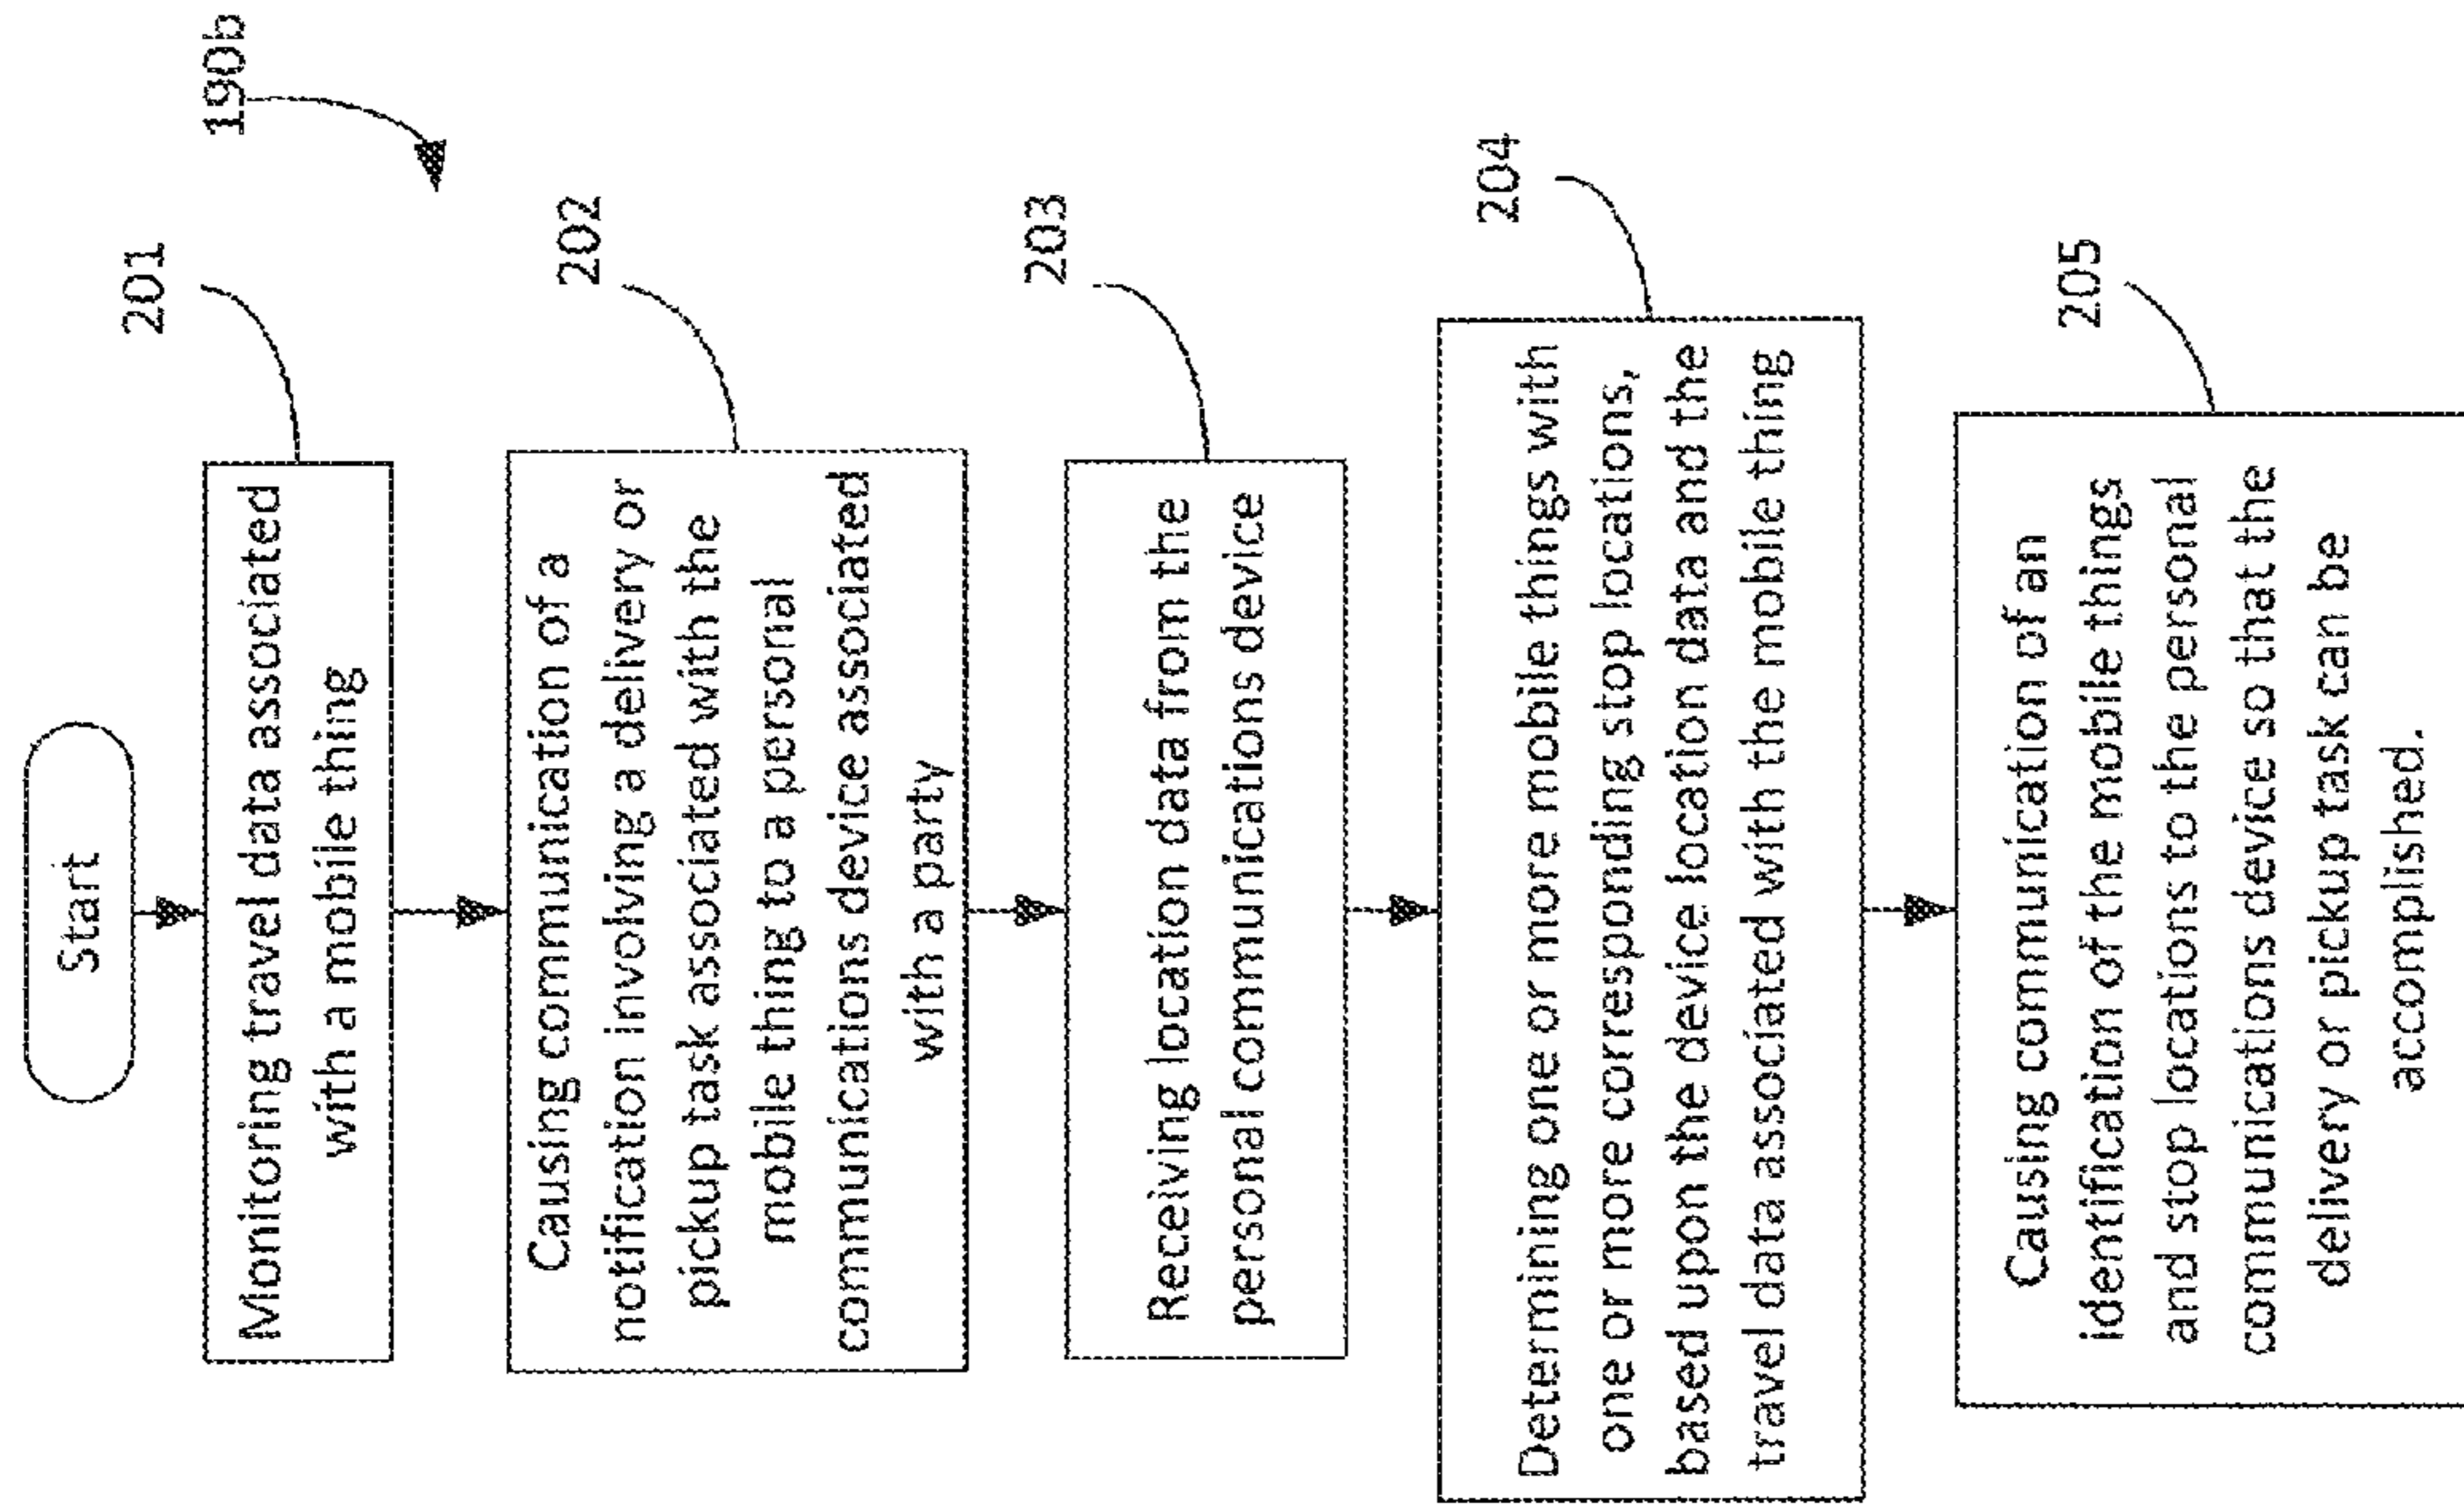 190b
Start
201
Monitoring travel data associated
with a mobile thing
202
Causing communication of a
notification involving a delivery or
pickup task associated with the
mobile thing to a personal
communications device associated
with a party
203
Receiving location data from the
personal communications device
204
Determining one or more mobile things with
one or more corresponding stop locations,
based upon the device location data and the
travel data associated with the mobile thing
205
Causing communication of an
identification of the mobile things
and stop locations to the personal
communications device so that the
delivery or pickup task can be
accomplished.